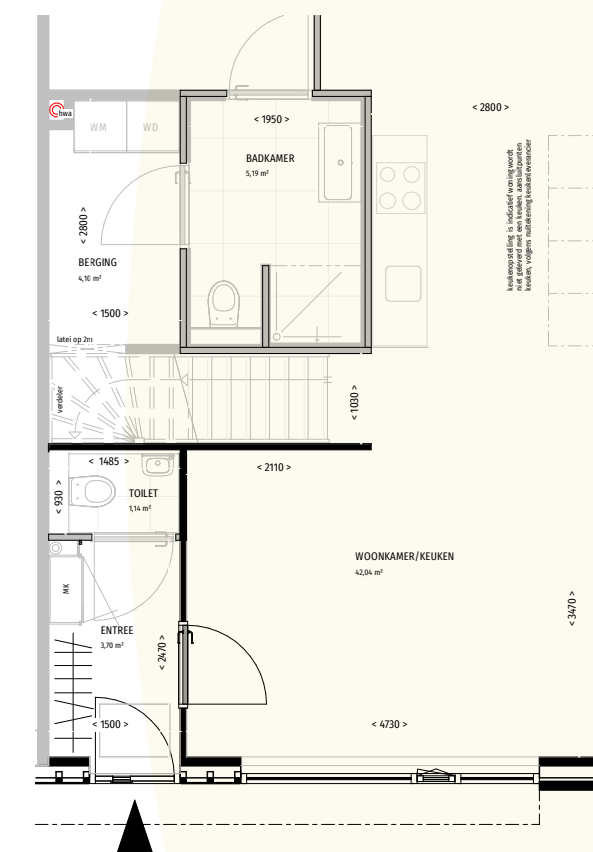 hwa
WM
WD
< 1950 >
< 2800 >
BADKAMER
5,19 m²
keukenopstelling is indicatief woning wordt
niet geleverd met een keuken. aansluitpunten
keuken, volgens nultekening keukenleverancier
< 2800 >
BERGING
4,10 m²
< 1500 >
latei op 2m
verdeler
< 1030 >
< 1485 >
< 2110 >
< 930 >
TOILET
1,14 m²
WOONKAMER/KEUKEN
42,04 m²
MK
ENTREE
3,70 m²
< 2470 >
< 3470 >
< 1500 >
< 4730 >